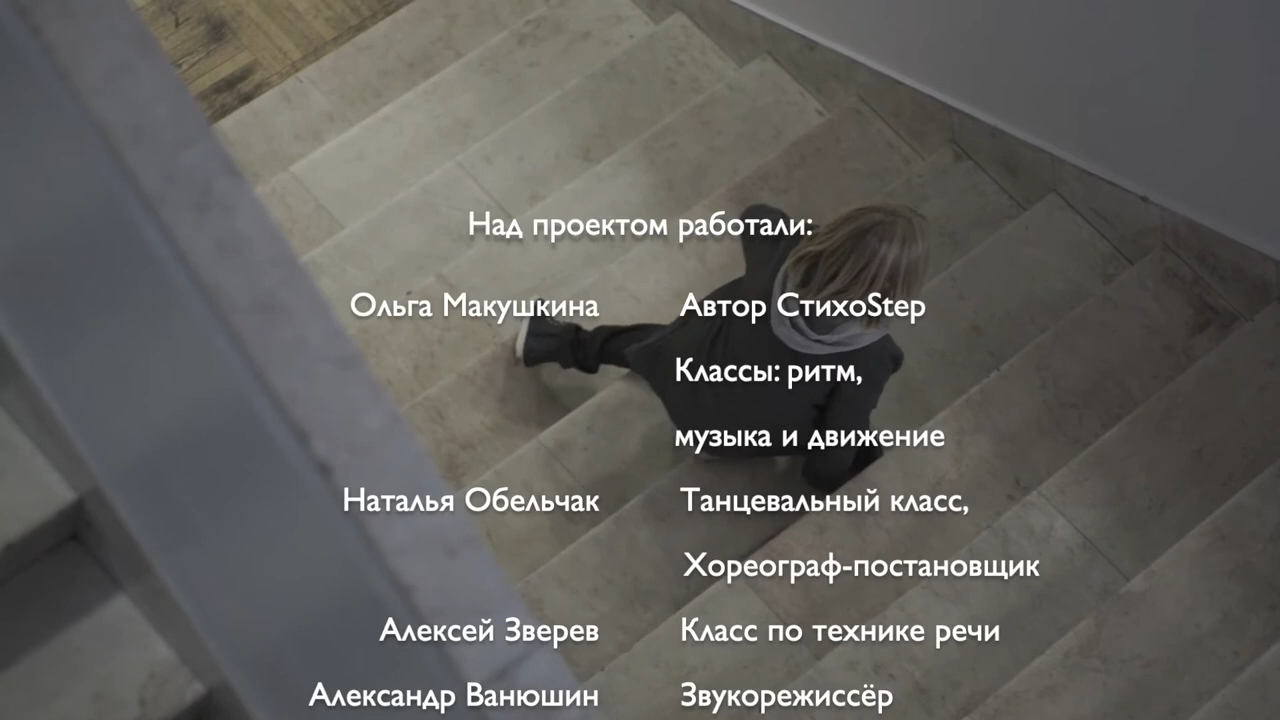 Над проектом работали:
Ольга Макушкина Автор СтихоStep
Классы: ритм,
музыка и движение
Наталья Обельчак Танцевальный класс,
Хореограф-постановщик
Алексей Зверев Класс по технике речи
Александр Ванюшин Звукорежиссёр